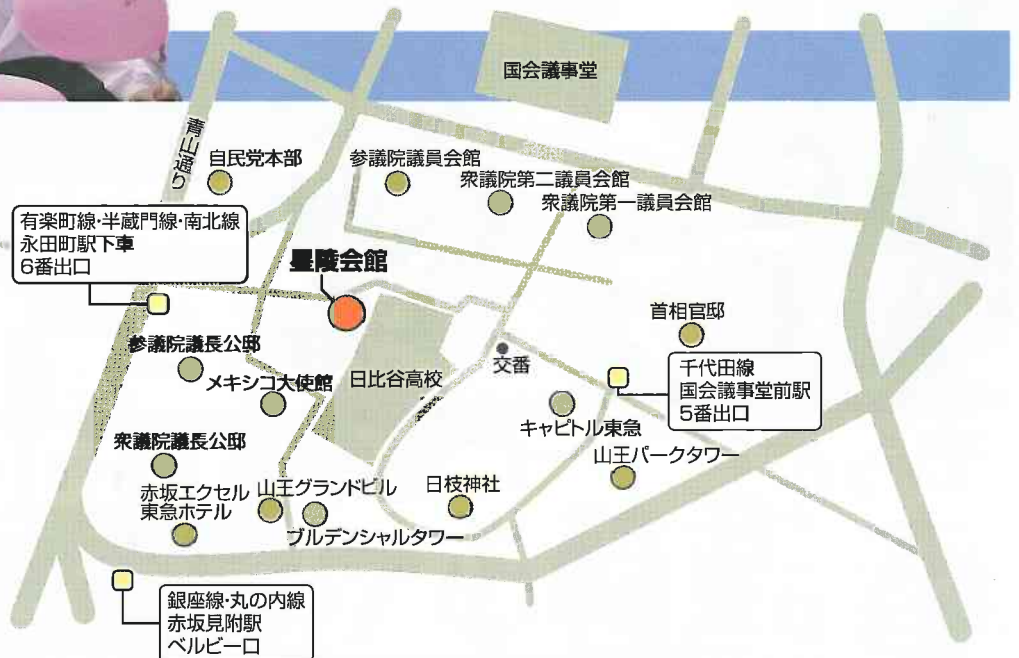 国会議事堂
青山通り
自民党本部
参議院議員会館
衆議院第二議員会館
衆議院第一議員会館
有楽町線・半蔵門線・南北線
永田町駅下車
6番出口
星陵会館
首相官邸
参議院議長公邸
交番
千代田線
国会議事堂前駅
5番出口
メキシコ大使館
日比谷高校
キャピトル東急
衆議院議長公邸
山王パークタワー
赤坂エクセル
東急ホテル
山王グランドビル
日枝神社
ブルデンシャルタワー
銀座線・丸の内線
赤坂見附駅
ベルビー口